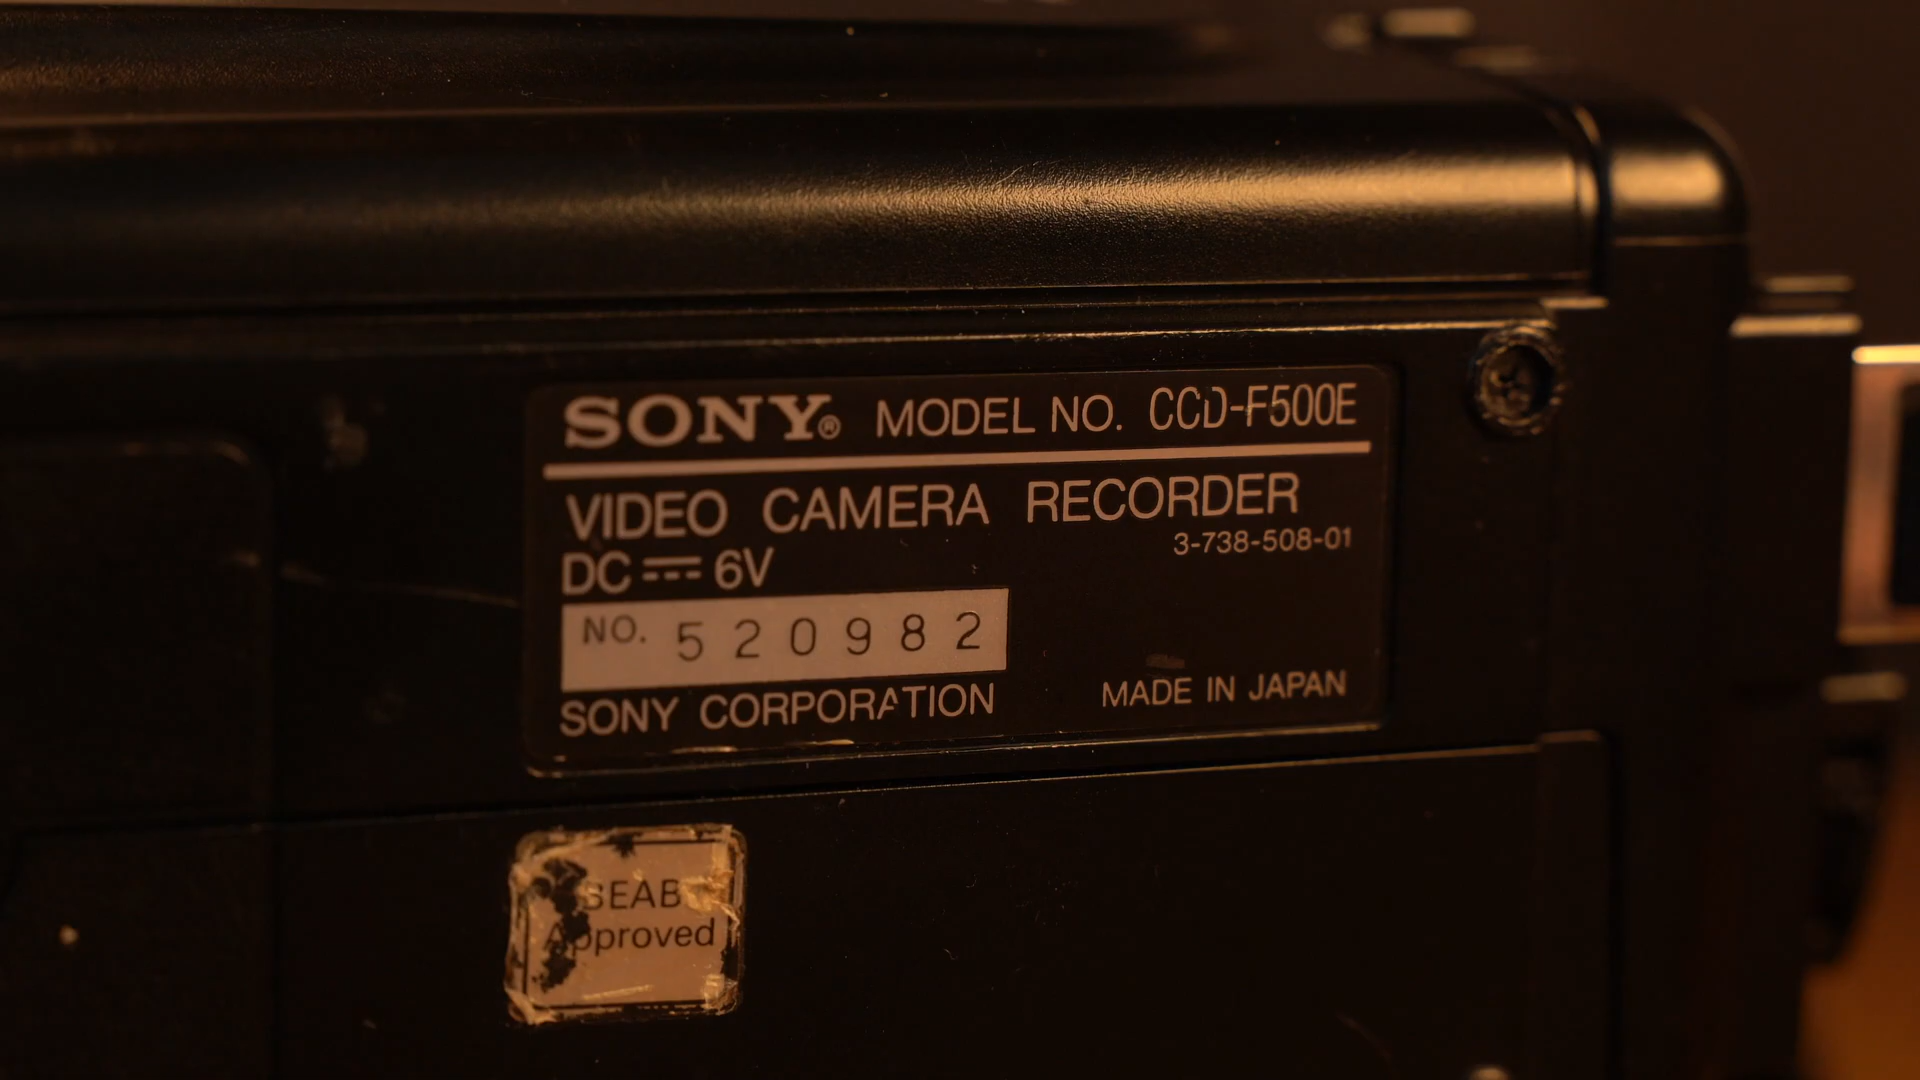 SONY® MODEL NO. CCD-F500E
VIDEO CAMERA RECORDER
3-738-508-01
DC ⎓ 6V
NO. 520982
SONY CORPORATION MADE IN JAPAN
BEAB
Approved